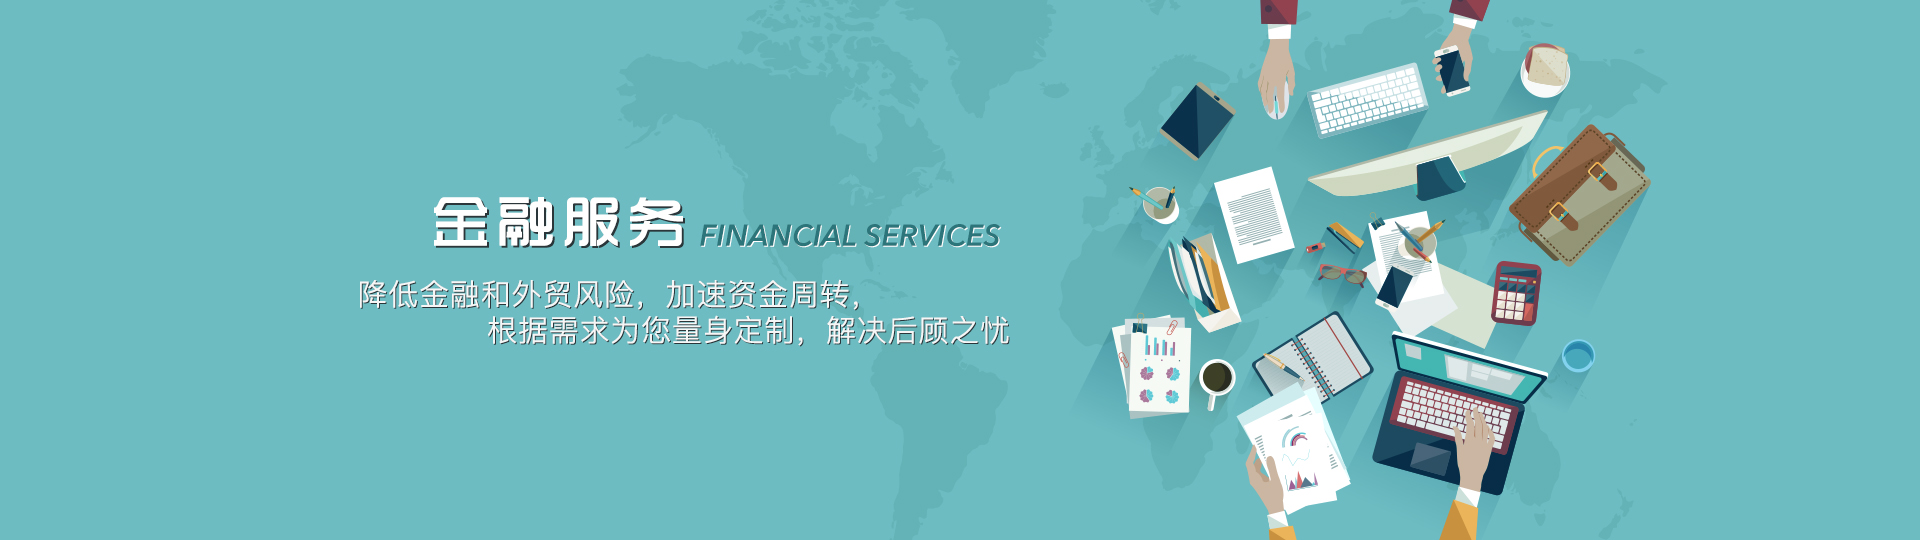 金融服务 FINANCIAL SERVICES
降低金融和外贸风险，加速资金周转，
根据需求为您量身定制，解决后顾之忧